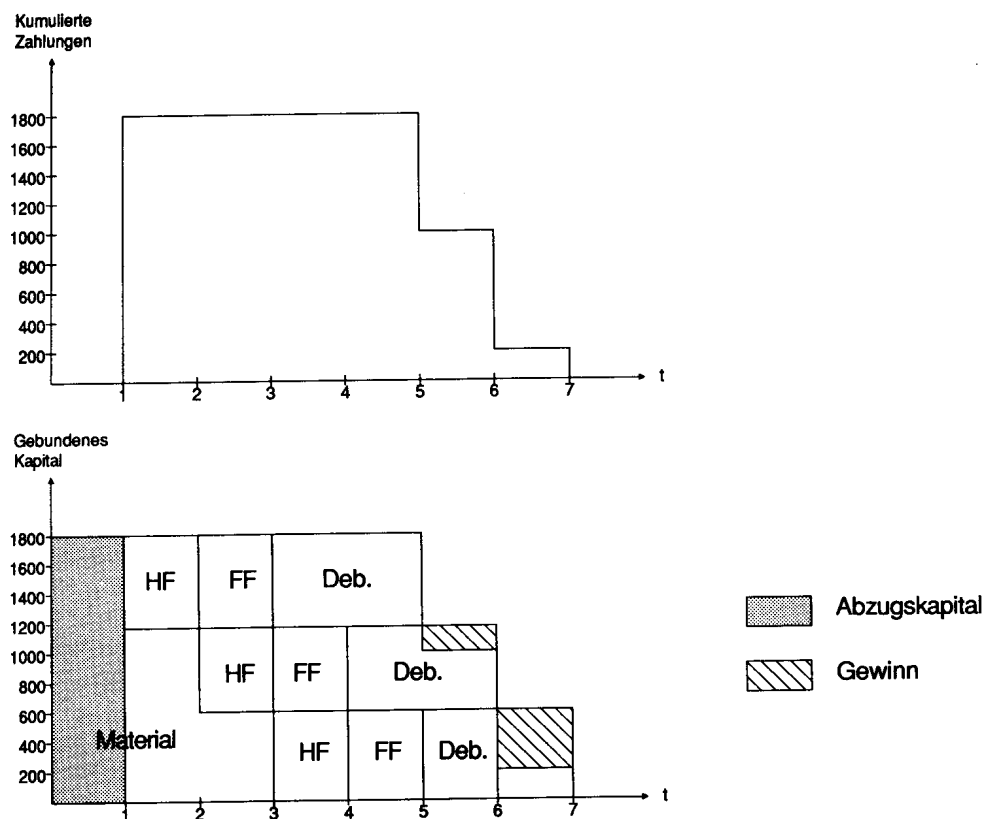 Kumulierte
Zahlungen
1800
1600
1400
1200
1000
800
600
400
200
1 2 3 4 5 6 7 t
Gebundenes
Kapital
1800
1600
1400
1200
1000
800
600
400
200
HF FF Deb.
HF FF Deb.
Material
HF FF Deb.
1 2 3 4 5 6 7 t
Abzugskapital
Gewinn